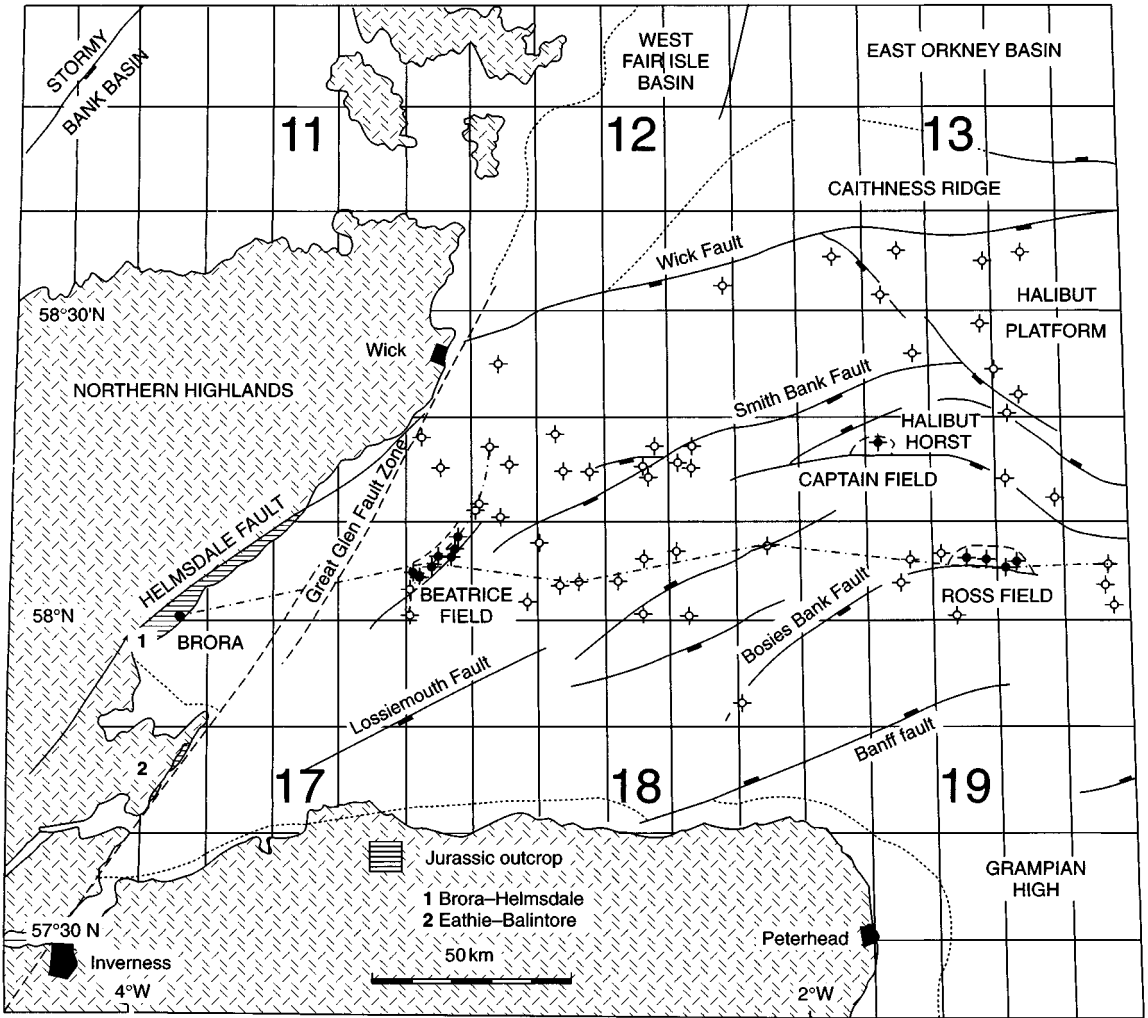 STORMY
BANK BASIN
WEST
FAIR ISLE
BASIN
EAST ORKNEY BASIN
11
12
13
CAITHNESS RIDGE
Wick Fault
58°30'N
HALIBUT
PLATFORM
Wick
NORTHERN HIGHLANDS
Smith Bank Fault
HALIBUT
HORST
CAPTAIN FIELD
HELMSDALE FAULT
Great Glen Fault Zone
58°N
1
BRORA
BEATRICE
FIELD
Bosies Bank Fault
ROSS FIELD
Lossiemouth Fault
Banff fault
2
17
18
19
Jurassic outcrop
1 Brora–Helmsdale
2 Eathie–Balintore
50 km
GRAMPIAN
HIGH
57°30 N
Inverness
4°W
Peterhead
2°W